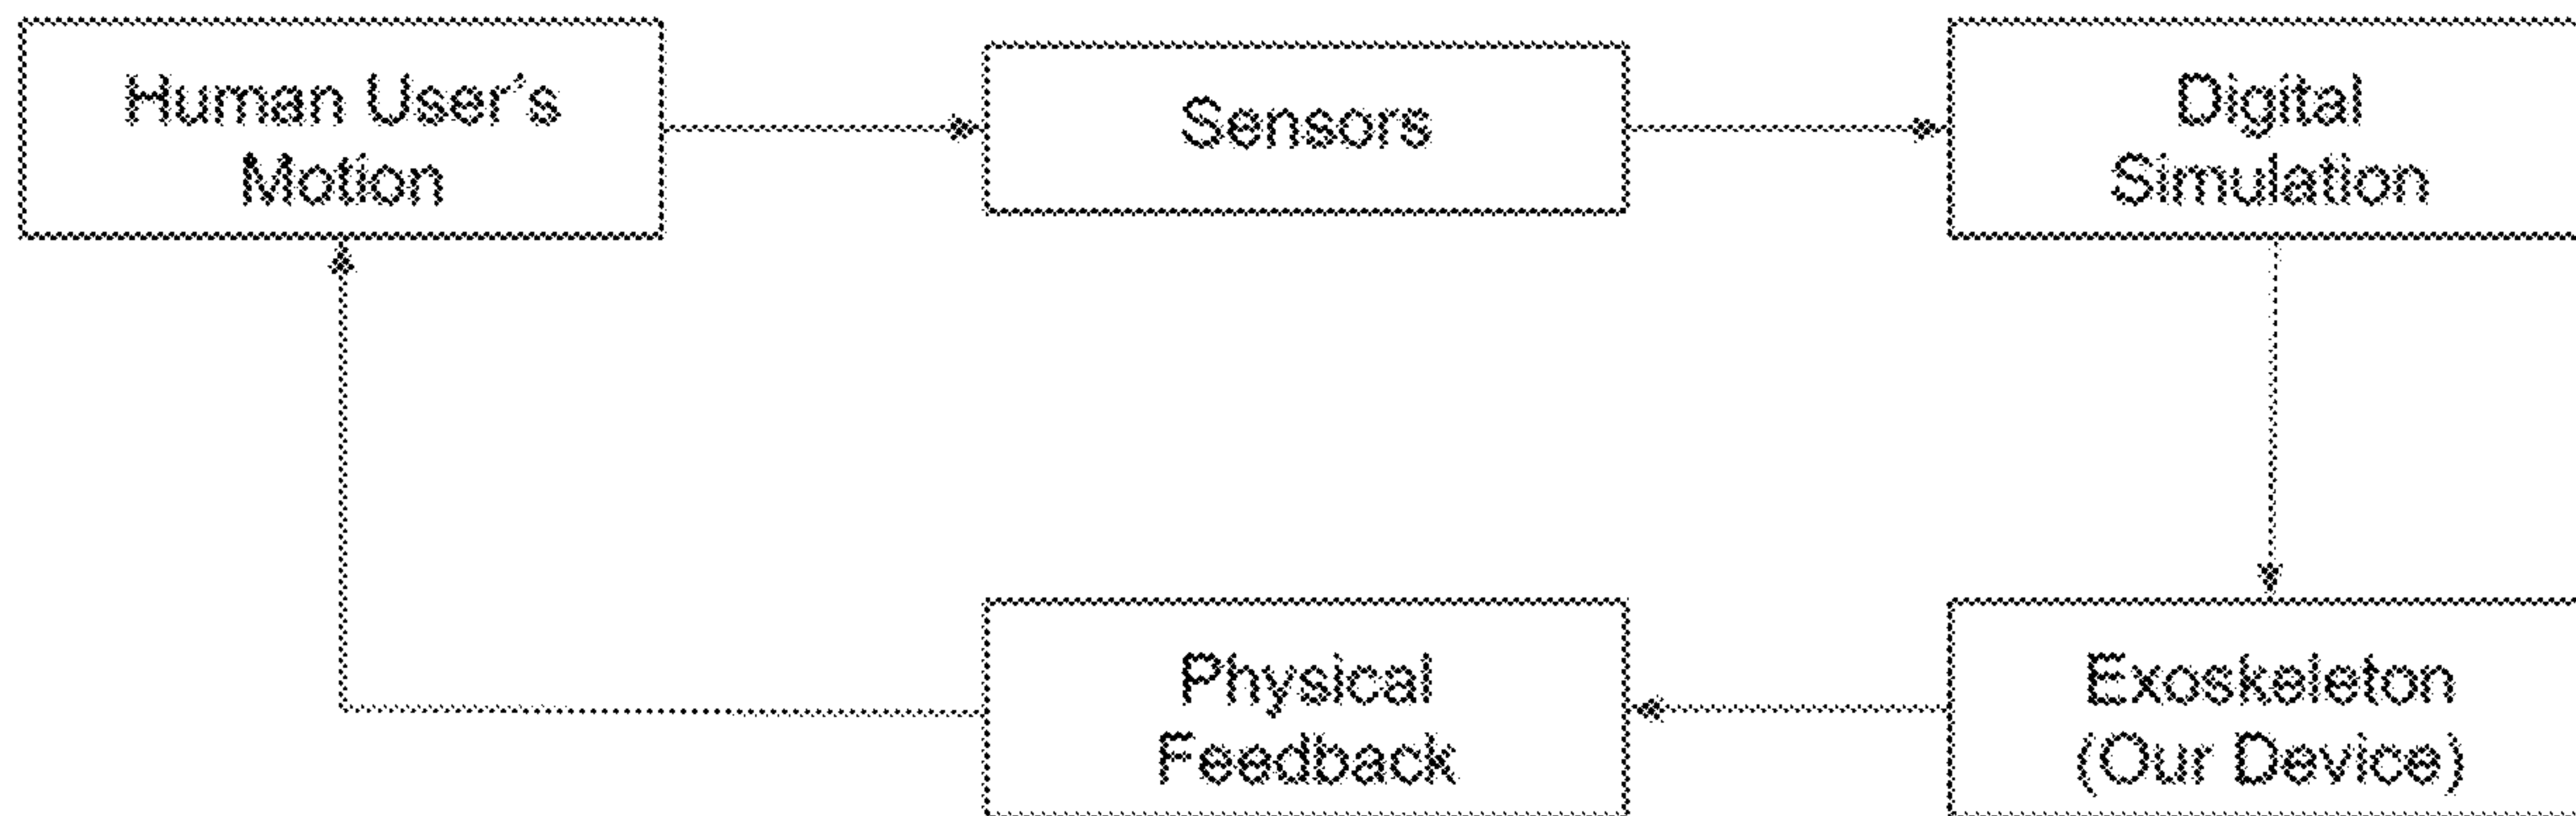 Human User's
Motion
Sensors
Digital
Simulation
Physical
Feedback
Exoskeleton
(Our Device)